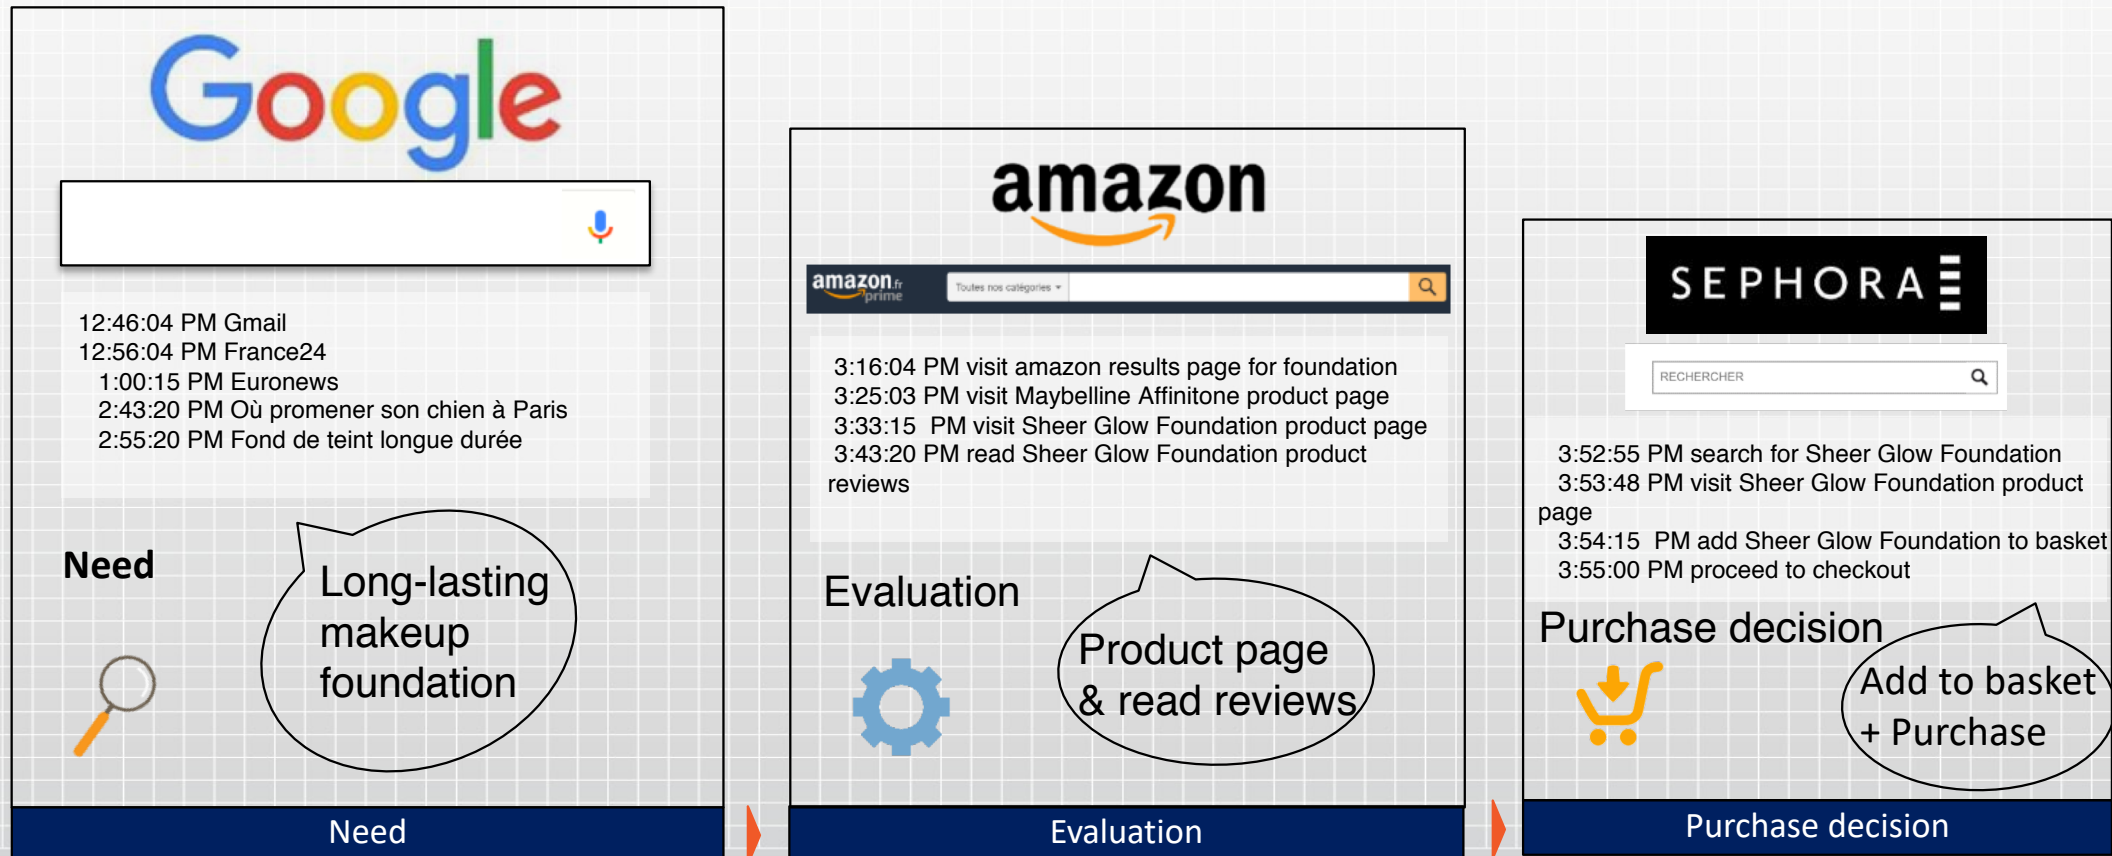 Google
12:46:04 PM Gmail
12:56:04 PM France24
1:00:15 PM Euronews
2:43:20 PM Où promener son chien à Paris
2:55:20 PM Fond de teint longue durée
Need
Long-lasting
makeup
foundation
Need
amazon
amazon.fr
prime
Toutes nos catégories
3:16:04 PM visit amazon results page for foundation
3:25:03 PM visit Maybelline Affinitone product page
3:33:15 PM visit Sheer Glow Foundation product page
3:43:20 PM read Sheer Glow Foundation product
reviews
Evaluation
Product page
& read reviews
Evaluation
SEPHORA
RECHERCHER
3:52:55 PM search for Sheer Glow Foundation
3:53:48 PM visit Sheer Glow Foundation product
page
3:54:15 PM add Sheer Glow Foundation to basket
3:55:00 PM proceed to checkout
Purchase decision
Add to basket
+ Purchase
Purchase decision